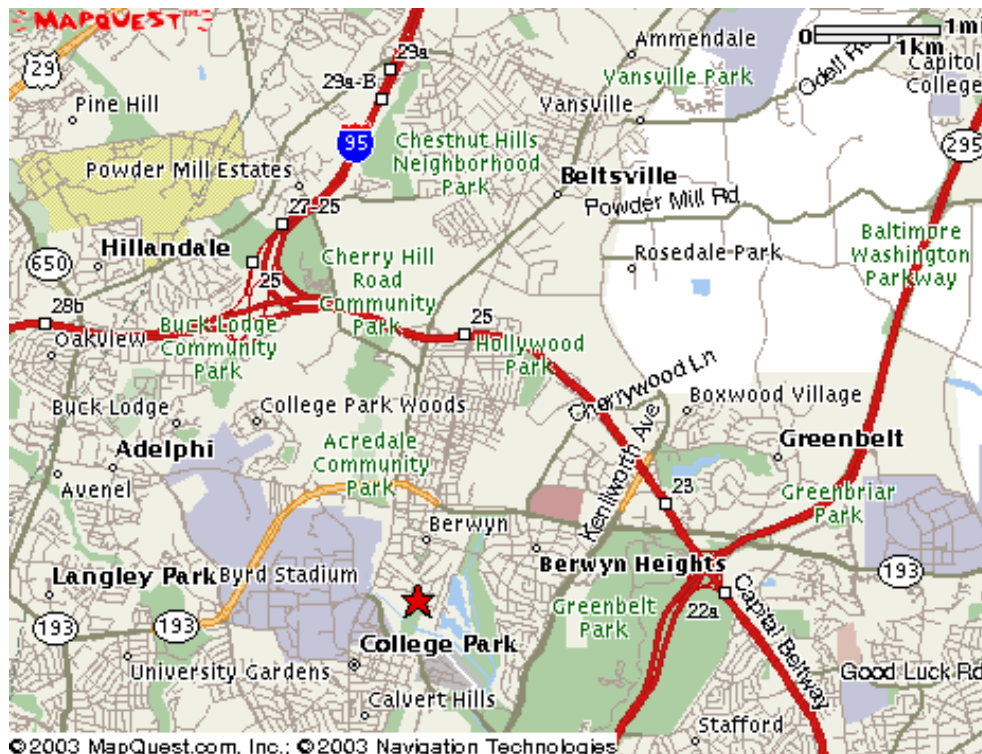 MAPQUEST
29
Pine Hill
29a
29a-B
95
Ammendale
Vansville Park
Vansville
0
1mi
1km
Odell Rd
Capitol
College
295
Powder Mill Estates
Chestnut Hills
Neighborhood
Park
Beltsville
Powder Mill Rd
27-25
Hillandale
650
25
Cherry Hill
Road
Community
Park
Rosedale Park
Baltimore
Washington
Parkway
28b
Oakview
Buck Lodge
Community
Park
25
Hollywood
Park
Cherrywood Ln
Buck Lodge
College Park Woods
Boxwood Village
Adelphi
Acredale
Community
Park
Kenilworth Ave
Greenbelt
Avenel
23
Greenbriar
Park
Berwyn
Langley Park
Byrd Stadium
Berwyn Heights
193
193
193
Greenbelt
Park
22a
Capital Beltway
College Park
University Gardens
Good Luck Rd
Calvert Hills
Stafford
©2003 MapQuest.com, Inc.; ©2003 Navigation Technologies